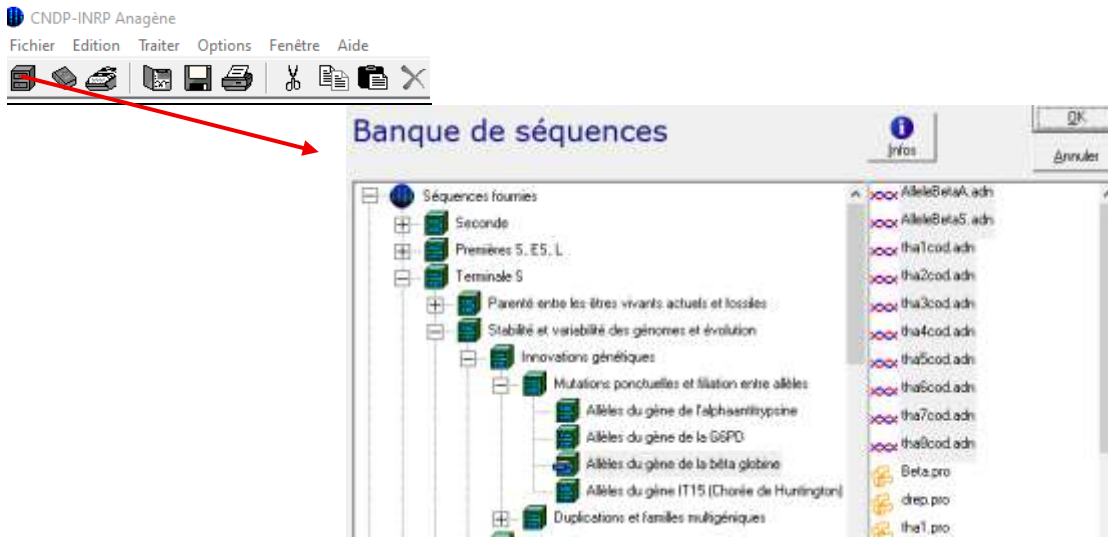 CNDP-INRP Anagène
Fichier Edition Traiter Options Fenêtre Aide
Banque de séquences
Infos
OK
Annuler
Séquences fournies
Seconde
Premières S, ES, L
Terminale S
Parenté entre les êtres vivants actuels et fossiles
Stabilité et variabilité des génomes et évolution
Innovations génétiques
Mutations ponctuelles et filiation entre allèles
Allèles du gène de l'alphaantitrypsine
Allèles du gène de la G6PD
Allèles du gène de la bêta globine
Allèles du gène IT15 (Chorée de Huntington)
Duplications et familles multigéniques
AlleleBetaA.adn
AlleleBetaS.adn
tha1cod.adn
tha2cod.adn
tha3cod.adn
tha4cod.adn
tha5cod.adn
tha6cod.adn
tha7cod.adn
tha8cod.adn
Beta.pro
drep.pro
tha1.pro